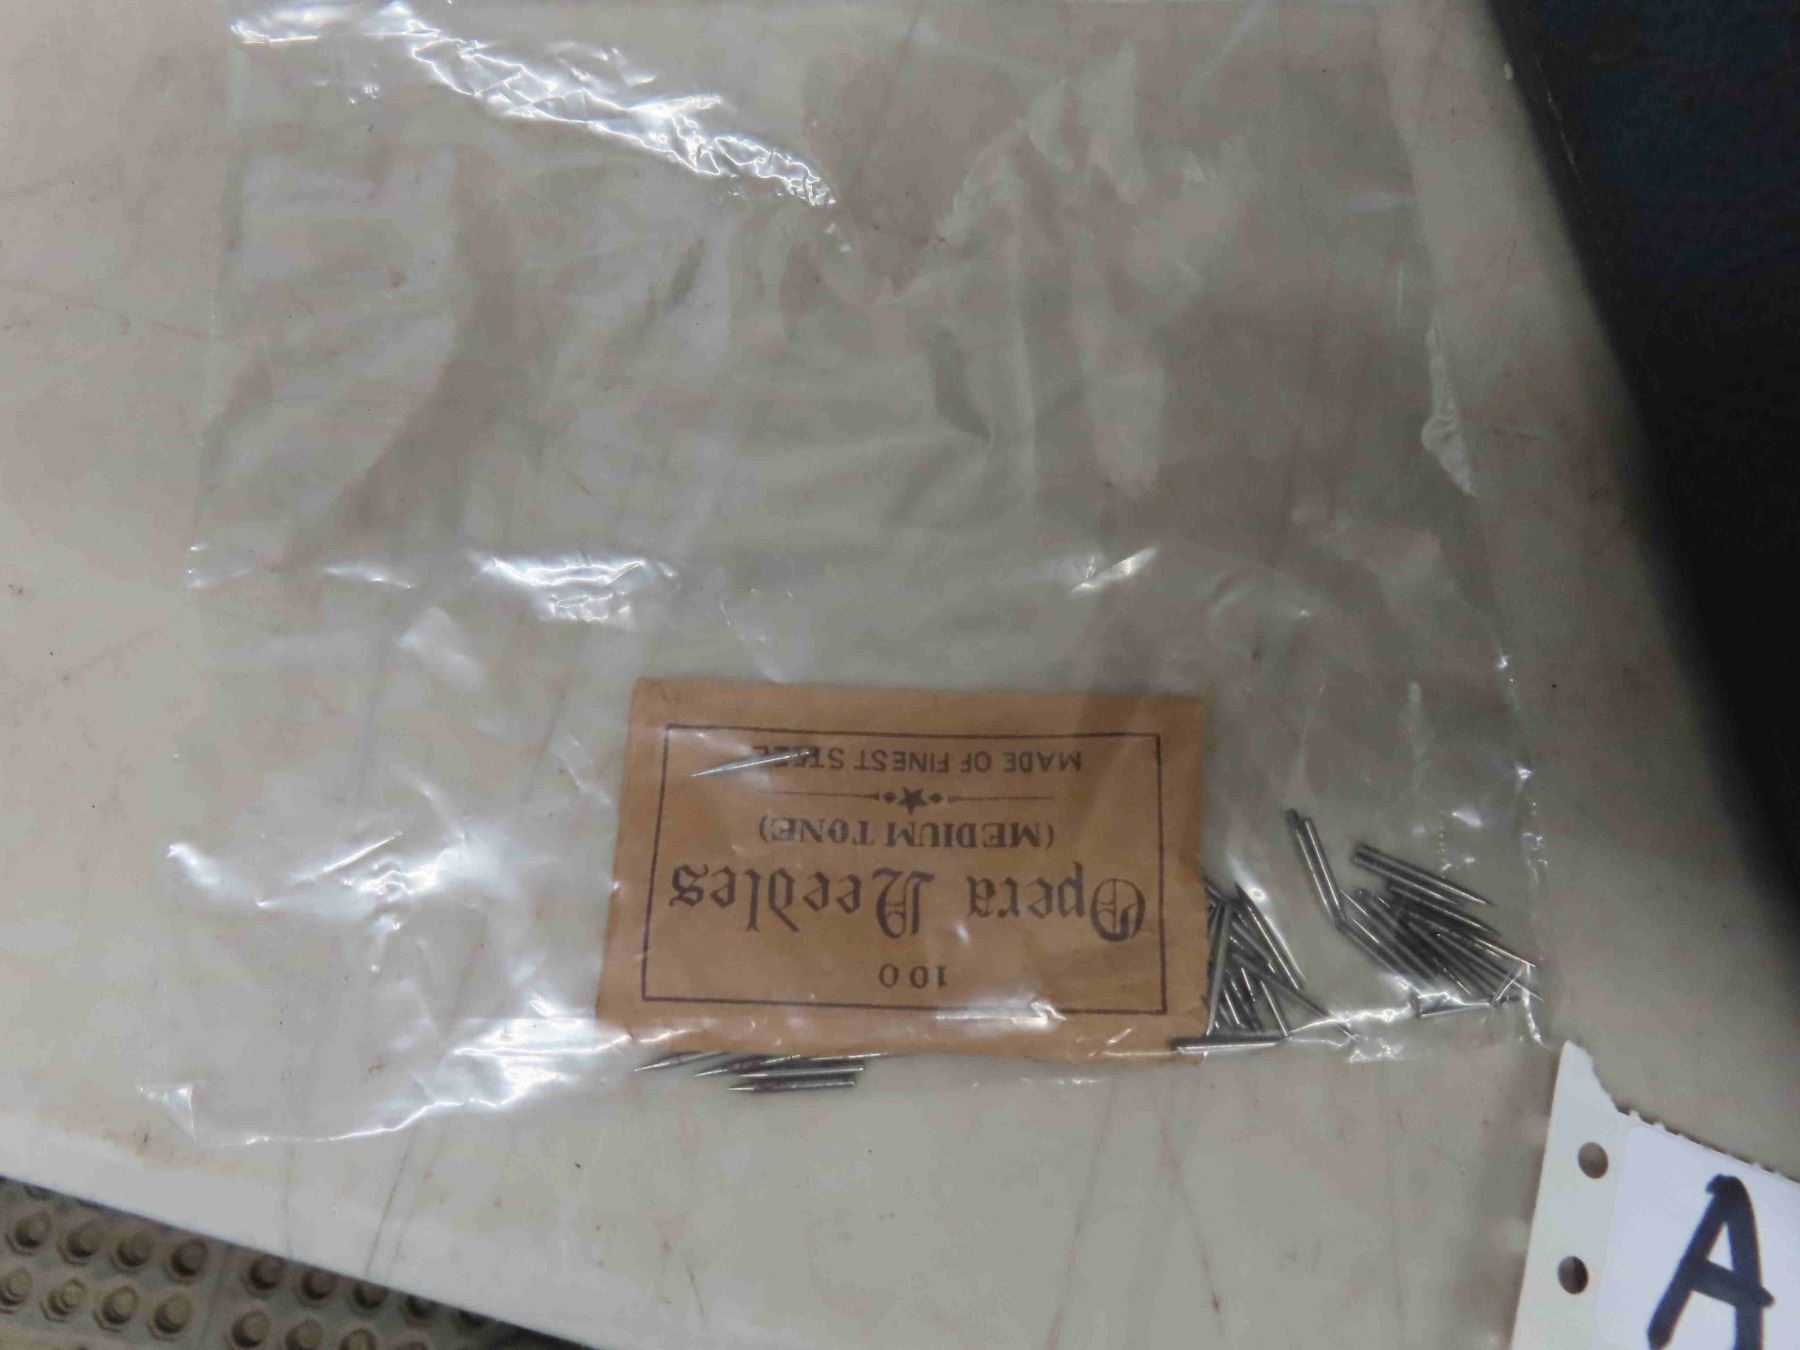 100
Opera Needles
(MEDIUM TONE)
MADE OF FINEST STEEL
A